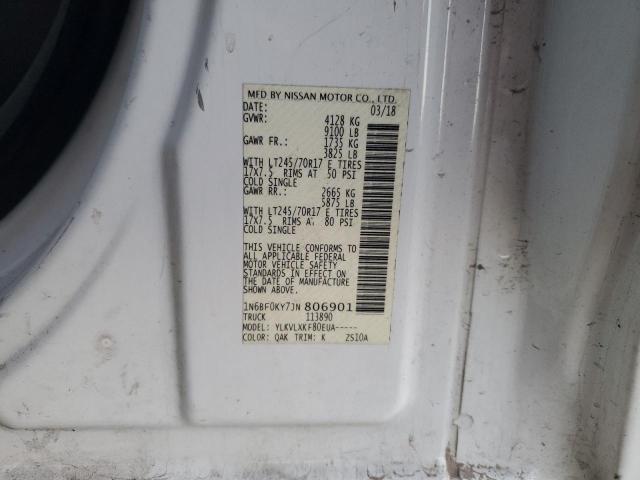 MFD BY NISSAN MOTOR CO., LTD.
DATE: 03/18
GVWR: 4128 KG
9100 LB
GAWR FR.: 1735 KG
3825 LB
WITH LT245/70R17 E TIRES
17X7.5 RIMS AT 50 PSI
COLD SINGLE
GAWR RR.: 2665 KG
5875 LB
WITH LT245/70R17 E TIRES
17X7.5 RIMS AT 80 PSI
COLD SINGLE
THIS VEHICLE CONFORMS TO
ALL APPLICABLE FEDERAL
MOTOR VEHICLE SAFETY
STANDARDS IN EFFECT ON
THE DATE OF MANUFACTURE
SHOWN ABOVE.
1N6BF0KY7JN806901
TRUCK 113890
MODEL: YLKVLXKF80EUA-----
COLOR: QAK TRIM: K ZSIOA